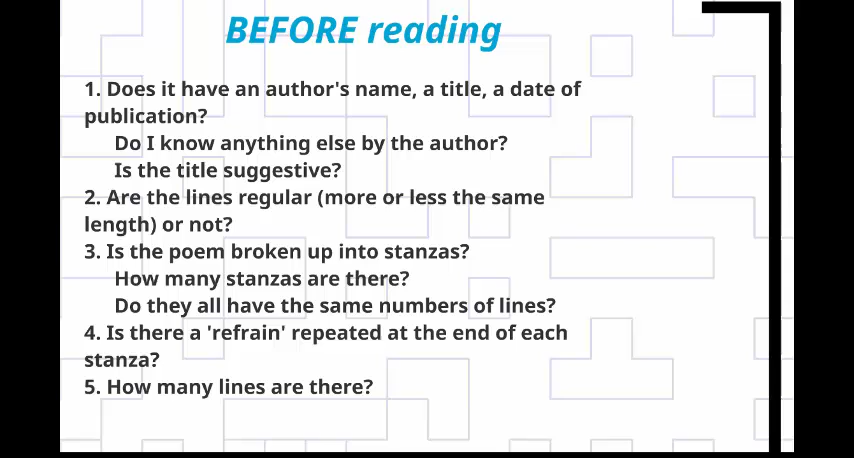 BEFORE reading
1. Does it have an author's name, a title, a date of
publication?
Do I know anything else by the author?
Is the title suggestive?
2. Are the lines regular (more or less the same
length) or not?
3. Is the poem broken up into stanzas?
How many stanzas are there?
Do they all have the same numbers of lines?
4. Is there a 'refrain' repeated at the end of each
stanza?
5. How many lines are there?